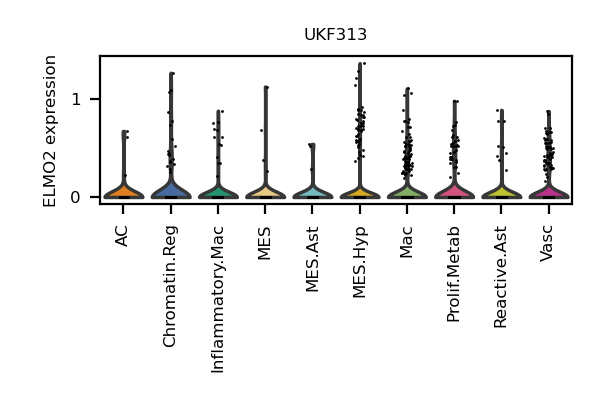 UKF313
ELMO2 expression
1
0
AC
Chromatin.Reg
Inflammatory.Mac
MES
MES.Ast
MES.Hyp
Mac
Prolif.Metab
Reactive.Ast
Vasc